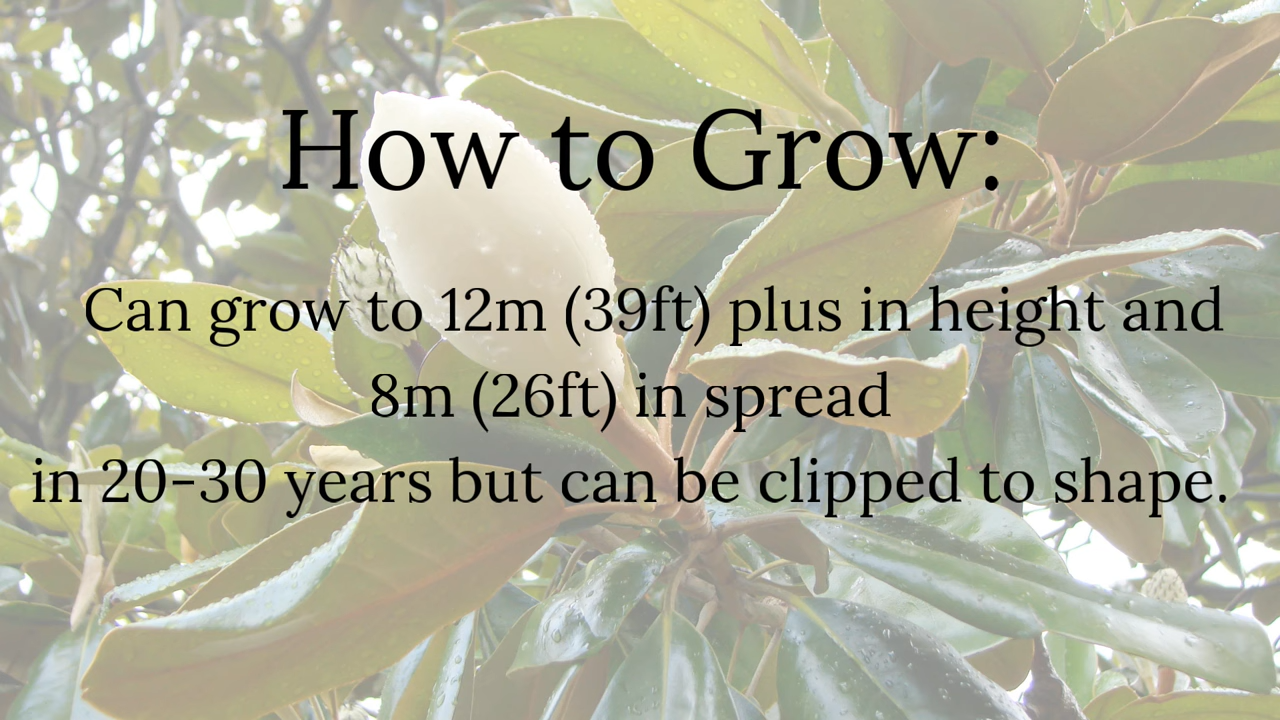 How to Grow:
Can grow to 12m (39ft) plus in height and
8m (26ft) in spread
in 20-30 years but can be clipped to shape.